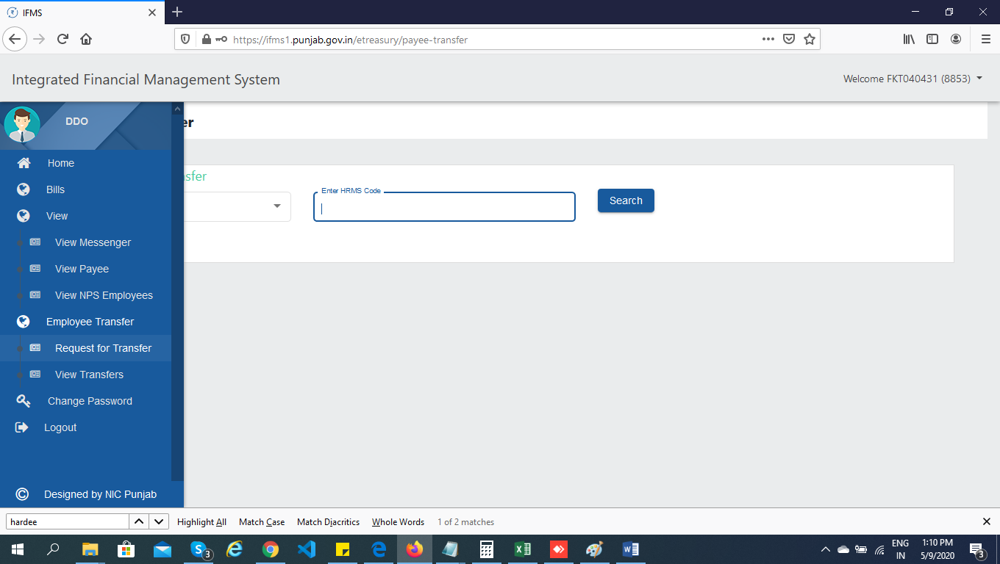 IFMS
https://ifms1.punjab.gov.in/etreasury/payee-transfer
Integrated Financial Management System
Welcome FKT040431 (8853)
DDO
er
Home
Bills
View
View Messenger
View Payee
View NPS Employees
Employee Transfer
Request for Transfer
View Transfers
Change Password
Logout
Designed by NIC Punjab
nsfer
Enter HRMS Code
Search
hardee
Highlight All
Match Case
Match Diacritics
Whole Words
1 of 2 matches
3
ENG
IN
1:10 PM
5/9/2020
3